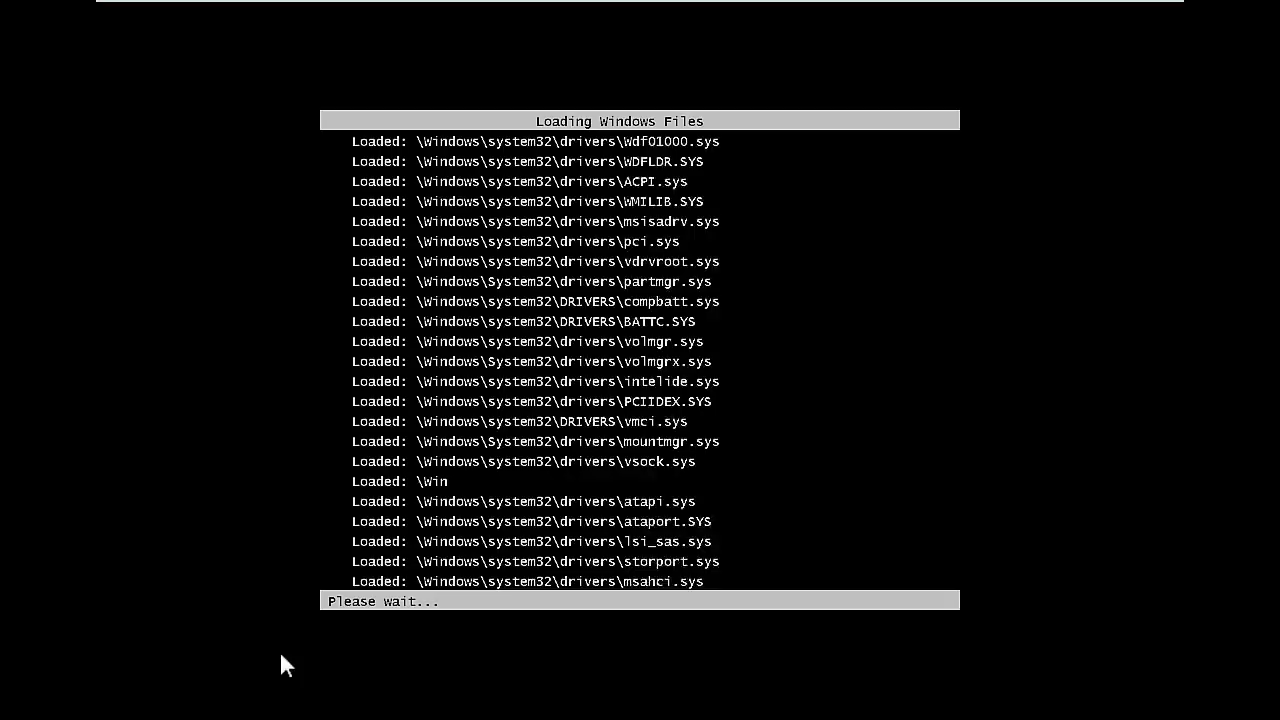 Loading Windows Files
Loaded: \Windows\system32\drivers\Wdf01000.sys
Loaded: \Windows\system32\drivers\WDFLDR.SYS
Loaded: \Windows\system32\drivers\ACPI.sys
Loaded: \Windows\system32\drivers\WMILIB.SYS
Loaded: \Windows\system32\drivers\msisadrv.sys
Loaded: \Windows\system32\drivers\pci.sys
Loaded: \Windows\system32\drivers\vdrvroot.sys
Loaded: \Windows\System32\drivers\partmgr.sys
Loaded: \Windows\system32\DRIVERS\compbatt.sys
Loaded: \Windows\system32\DRIVERS\BATTC.SYS
Loaded: \Windows\system32\drivers\volmgr.sys
Loaded: \Windows\System32\drivers\volmgrx.sys
Loaded: \Windows\system32\drivers\intelide.sys
Loaded: \Windows\system32\drivers\PCIIDEX.SYS
Loaded: \Windows\system32\DRIVERS\vmci.sys
Loaded: \Windows\System32\drivers\mountmgr.sys
Loaded: \Windows\system32\drivers\vsock.sys
Loaded: \Win
Loaded: \Windows\system32\drivers\atapi.sys
Loaded: \Windows\system32\drivers\ataport.SYS
Loaded: \Windows\system32\drivers\lsi_sas.sys
Loaded: \Windows\system32\drivers\storport.sys
Loaded: \Windows\system32\drivers\msahci.sys
Please wait...